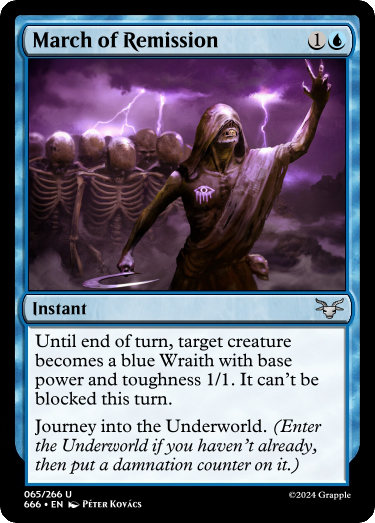 March of Remission 1
Instant
Until end of turn, target creature
becomes a blue Wraith with base
power and toughness 1/1. It can't be
blocked this turn.
Journey into the Underworld. (Enter
the Underworld if you haven't already,
then put a damnation counter on it.)
065/266 U
666 • EN Péter Kovács
©2024 Grapple